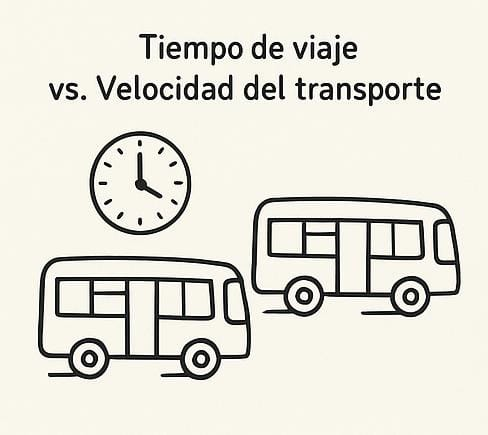 Tiempo de viaje
vs. Velocidad del transporte